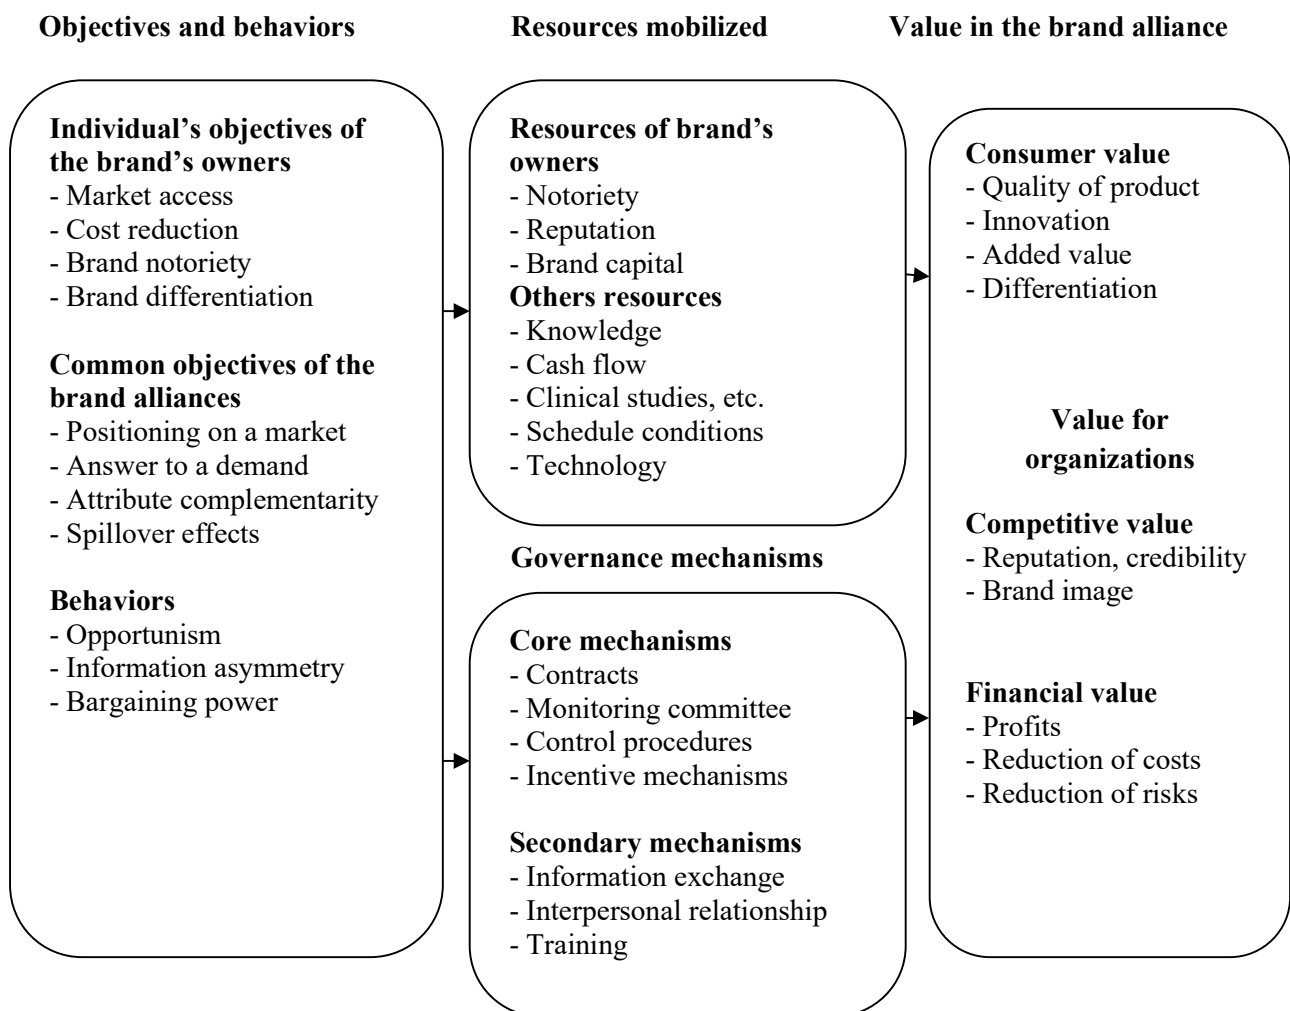 Objectives and behaviors
Resources mobilized
Value in the brand alliance
Individual’s objectives of
the brand’s owners
- Market access
- Cost reduction
- Brand notoriety
- Brand differentiation
Common objectives of the
brand alliances
- Positioning on a market
- Answer to a demand
- Attribute complementarity
- Spillover effects
Behaviors
- Opportunism
- Information asymmetry
- Bargaining power
Resources of brand’s
owners
- Notoriety
- Reputation
- Brand capital
Others resources
- Knowledge
- Cash flow
- Clinical studies, etc.
- Schedule conditions
- Technology
Governance mechanisms
Core mechanisms
- Contracts
- Monitoring committee
- Control procedures
- Incentive mechanisms
Secondary mechanisms
- Information exchange
- Interpersonal relationship
- Training
Consumer value
- Quality of product
- Innovation
- Added value
- Differentiation
Value for
organizations
Competitive value
- Reputation, credibility
- Brand image
Financial value
- Profits
- Reduction of costs
- Reduction of risks